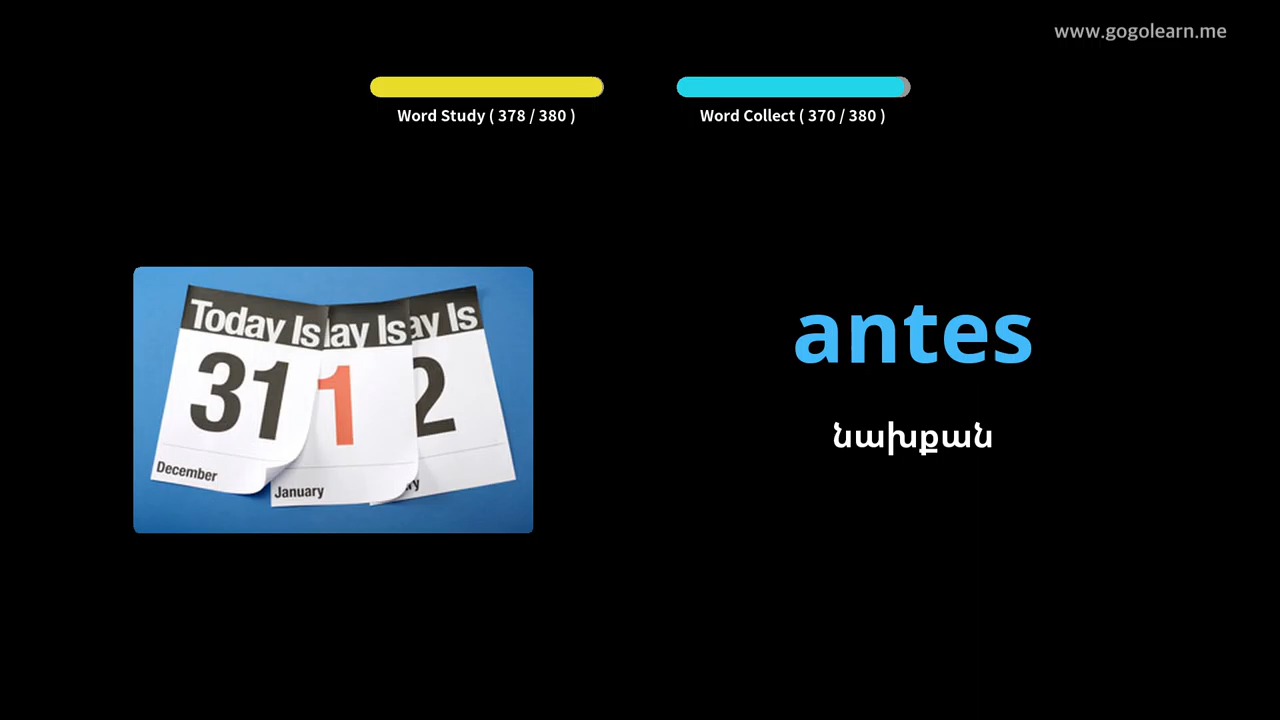 www.gogolearn.me
Word Study ( 378 / 380 )
Word Collect ( 370 / 380 )
Today Is
31
December
ay Is
1
January
ay Is
2
ry
antes
նախքան